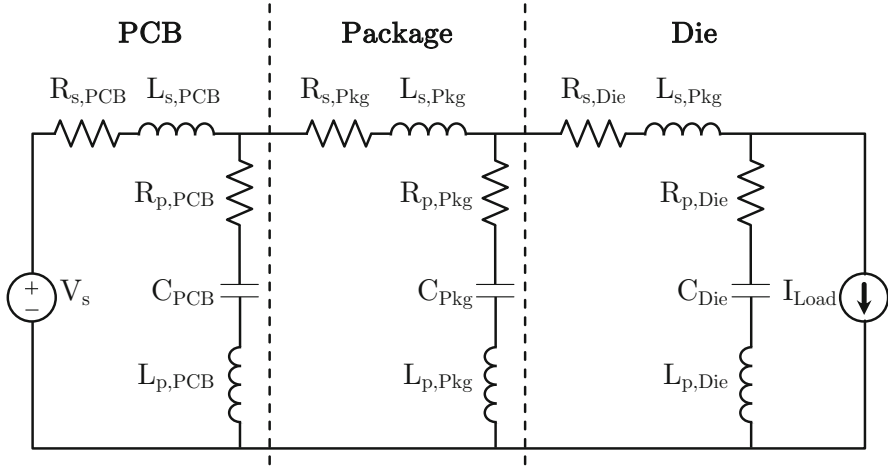 PCB Package Die
R_s,PCB L_s,PCB R_s,Pkg L_s,Pkg R_s,Die L_s,Pkg
R_p,PCB R_p,Pkg R_p,Die
+ − V_s C_PCB C_Pkg C_Die I_Load
L_p,PCB L_p,Pkg L_p,Die